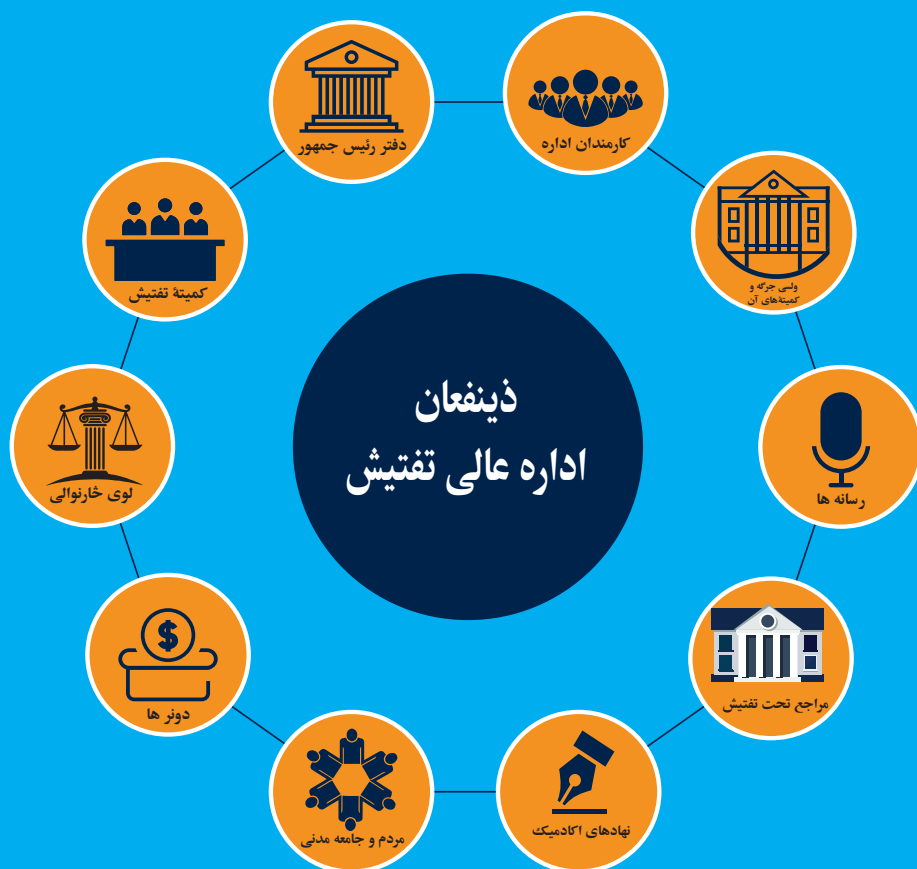 ذینفعان
اداره عالی تفتیش
کارمندان اداره
ولسی جرگه و
کمیته‌های آن
رسانه ها
مراجع تحت تفتیش
نهادهای اکادمیک
مردم و جامعه مدنی
دونر ها
لوی څارنوالی
کمیتهٔ تفتیش
دفتر رئیس جمهور
$